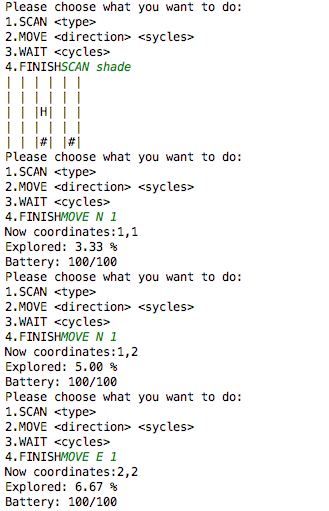 Please choose what you want to do:
1.SCAN <type>
2.MOVE <direction> <sycles>
3.WAIT <cycles>
4.FINISHSCAN shade
| | | | | |
| | | | | |
| | |H| | |
| | | | | |
| | |#| |#|
Please choose what you want to do:
1.SCAN <type>
2.MOVE <direction> <sycles>
3.WAIT <cycles>
4.FINISHMOVE N 1
Now coordinates:1,1
Explored: 3.33 %
Battery: 100/100
Please choose what you want to do:
1.SCAN <type>
2.MOVE <direction> <sycles>
3.WAIT <cycles>
4.FINISHMOVE N 1
Now coordinates:1,2
Explored: 5.00 %
Battery: 100/100
Please choose what you want to do:
1.SCAN <type>
2.MOVE <direction> <sycles>
3.WAIT <cycles>
4.FINISHMOVE E 1
Now coordinates:2,2
Explored: 6.67 %
Battery: 100/100